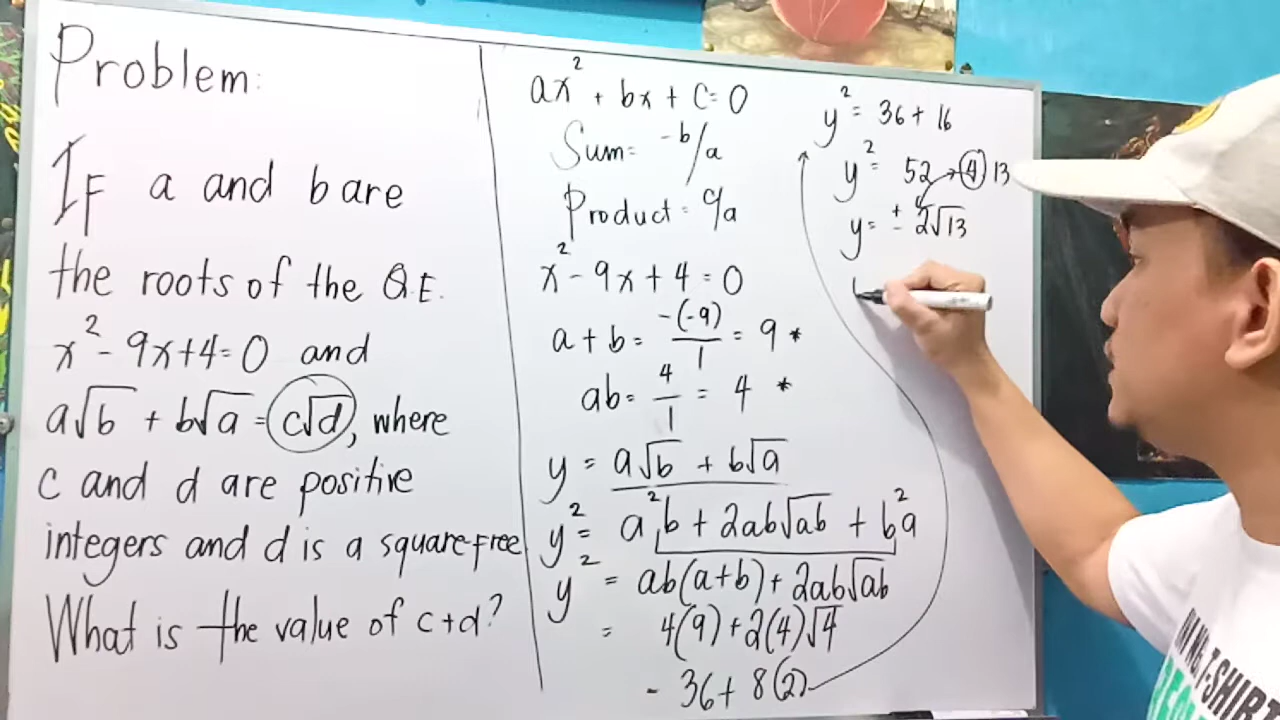 Problem:
IF a and b are
the roots of the Q.E.
x² - 9x + 4 = 0 and
a√b + b√a = c√d, where
c and d are positive
integers and d is a square-free
What is the value of c+d?
ax² + bx + c = 0
Sum = -b/a
Product = c/a
x² - 9x + 4 = 0
a + b = -(-9)/1 = 9 *
ab = 4/1 = 4 *
y = a√b + b√a
y² = a²b + 2ab√ab + b²a
y² = ab(a+b) + 2ab√ab
= 4(9) + 2(4)√4
- 36 + 8(2)
y² = 36 + 16
y² = 52 → 4 13
y = ± 2√13